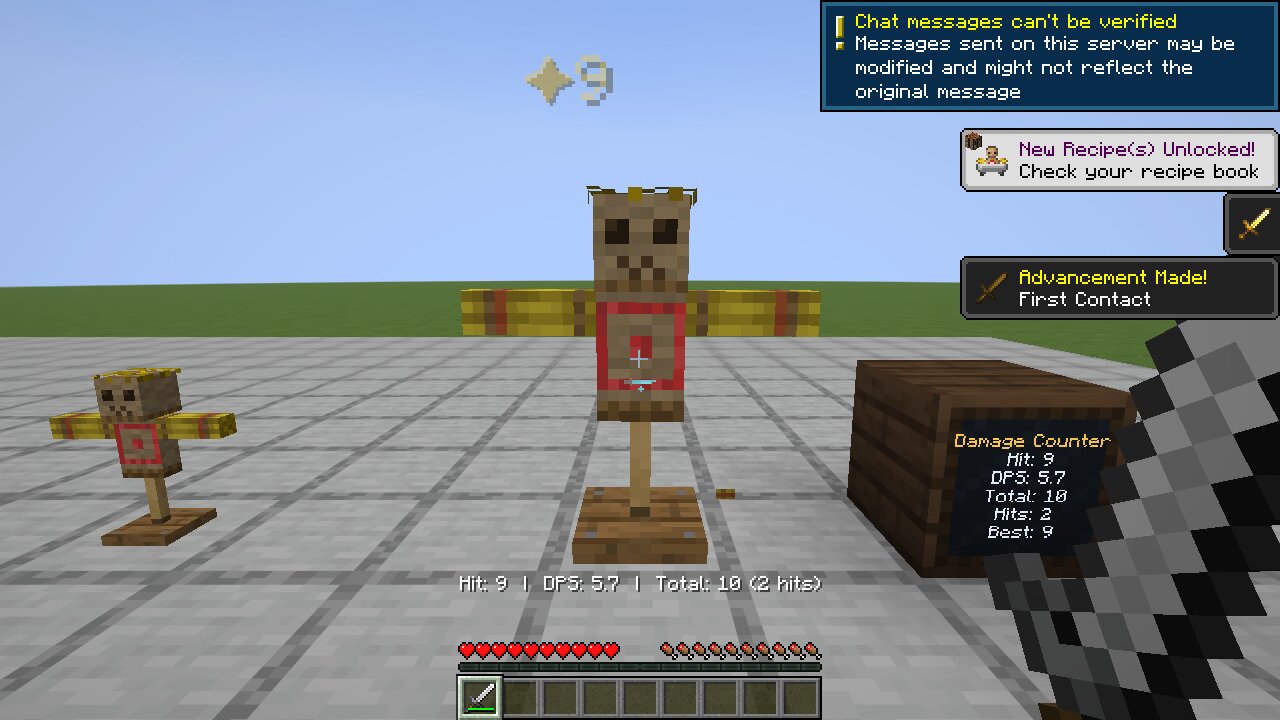 Chat messages can't be verified
Messages sent on this server may be
modified and might not reflect the
original message
9
New Recipe(s) Unlocked!
Check your recipe book
Advancement Made!
First Contact
Damage Counter
Hit: 9
DPS: 5.7
Total: 10
Hits: 2
Best: 9
Hit: 9 | DPS: 5.7 | Total: 10 (2 hits)